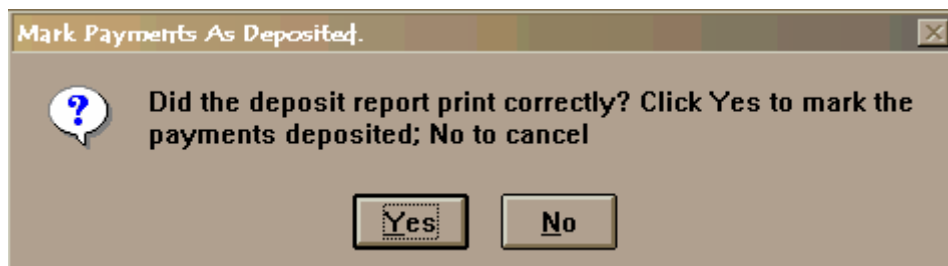 Mark Payments As Deposited.
?
Did the deposit report print correctly? Click Yes to mark the
payments deposited; No to cancel
Yes
No